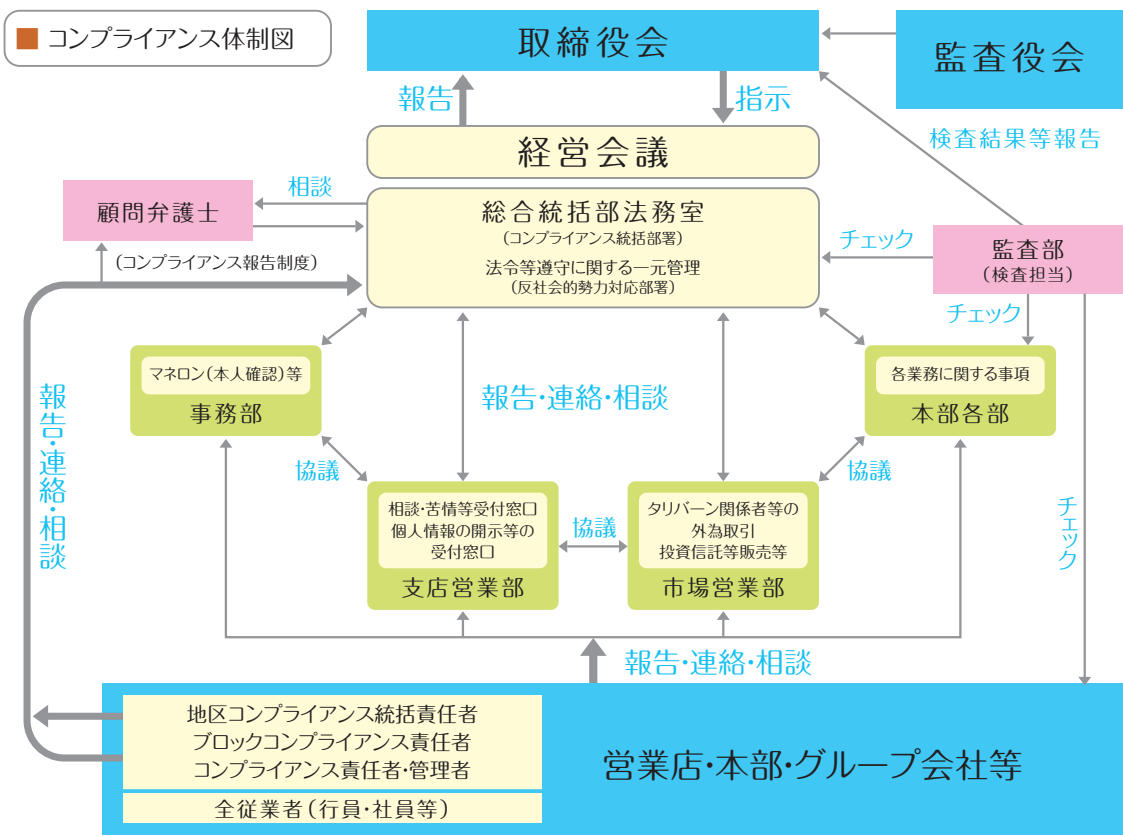 ■ コンプライアンス体制図
取締役会
監査役会
報告
指示
検査結果等報告
経営会議
相談
顧問弁護士
総合統括部法務室
(コンプライアンス統括部署)
法令等遵守に関する一元管理
(反社会的勢力対応部署)
(コンプライアンス報告制度)
チェック
監査部
(検査担当)
チェック
マネロン(本人確認)等
事務部
報告・連絡・相談
各業務に関する事項
本部各部
報告・連絡・相談
協議
協議
チェック
相談・苦情等受付窓口
個人情報の開示等の
受付窓口
支店営業部
協議
タリバーン関係者等の
外為取引
投資信託等販売等
市場営業部
報告・連絡・相談
地区コンプライアンス統括責任者
ブロックコンプライアンス責任者
コンプライアンス責任者・管理者
全従業者(行員・社員等)
営業店・本部・グループ会社等